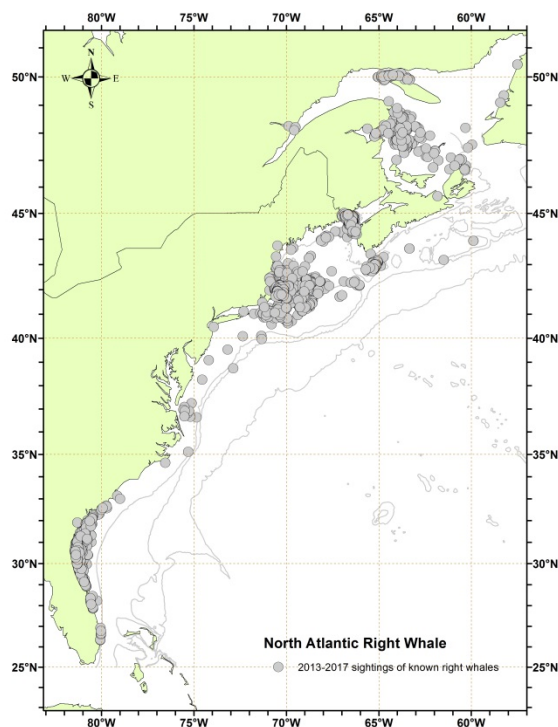 80°W 75°W 70°W 65°W 60°W
N
W E
S
50°N 50°N
45°N 45°N
40°N 40°N
35°N 35°N
30°N 30°N
North Atlantic Right Whale
2013-2017 sightings of known right whales
25°N 25°N
80°W 75°W 70°W 65°W 60°W